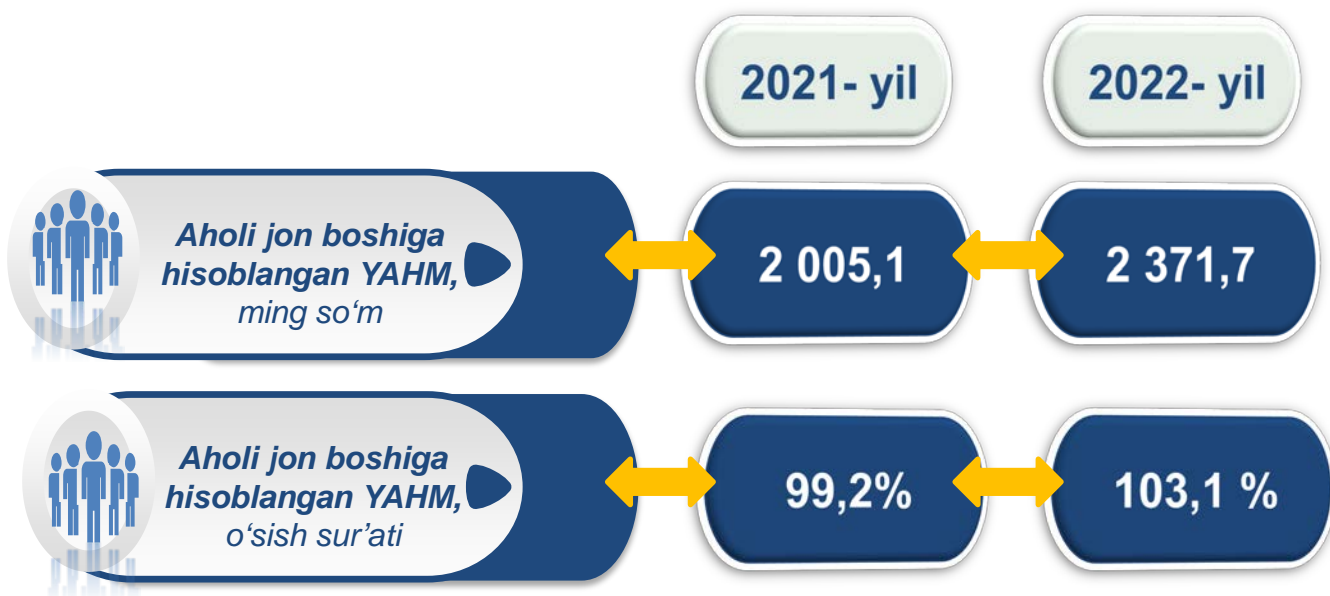 2021- yil
2022- yil
Aholi jon boshiga
hisoblangan YAHM,
ming so‘m
2 005,1
2 371,7
Aholi jon boshiga
hisoblangan YAHM,
o‘sish sur’ati
99,2%
103,1 %